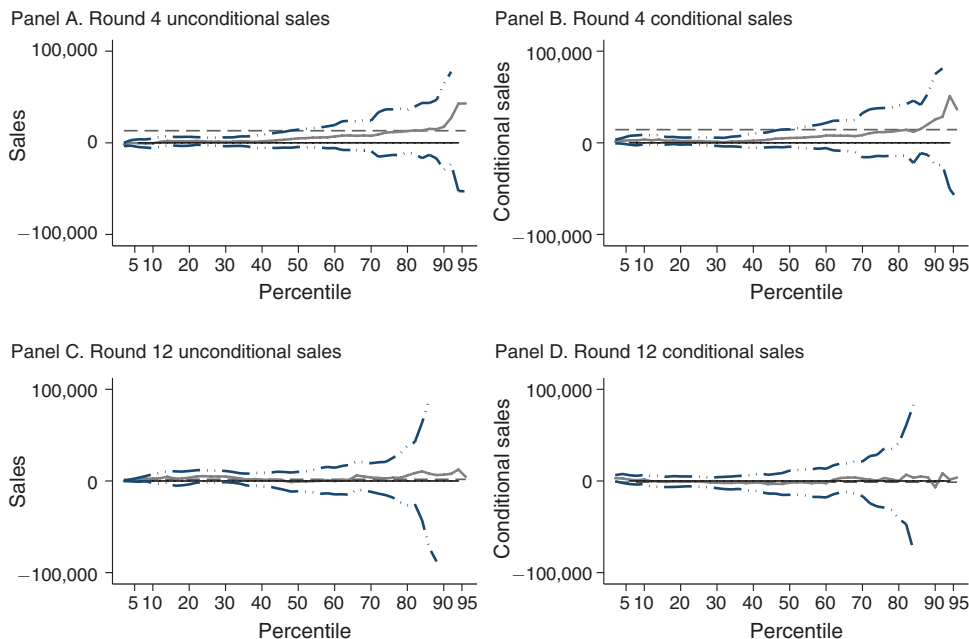 Panel A. Round 4 unconditional sales
100,000
0
−100,000
Sales
5 10 20 30 40 50 60 70 80 90 95
Percentile
Panel B. Round 4 conditional sales
100,000
0
−100,000
Conditional sales
5 10 20 30 40 50 60 70 80 90 95
Percentile
Panel C. Round 12 unconditional sales
100,000
0
−100,000
Sales
5 10 20 30 40 50 60 70 80 90 95
Percentile
Panel D. Round 12 conditional sales
100,000
0
−100,000
Conditional sales
5 10 20 30 40 50 60 70 80 90 95
Percentile